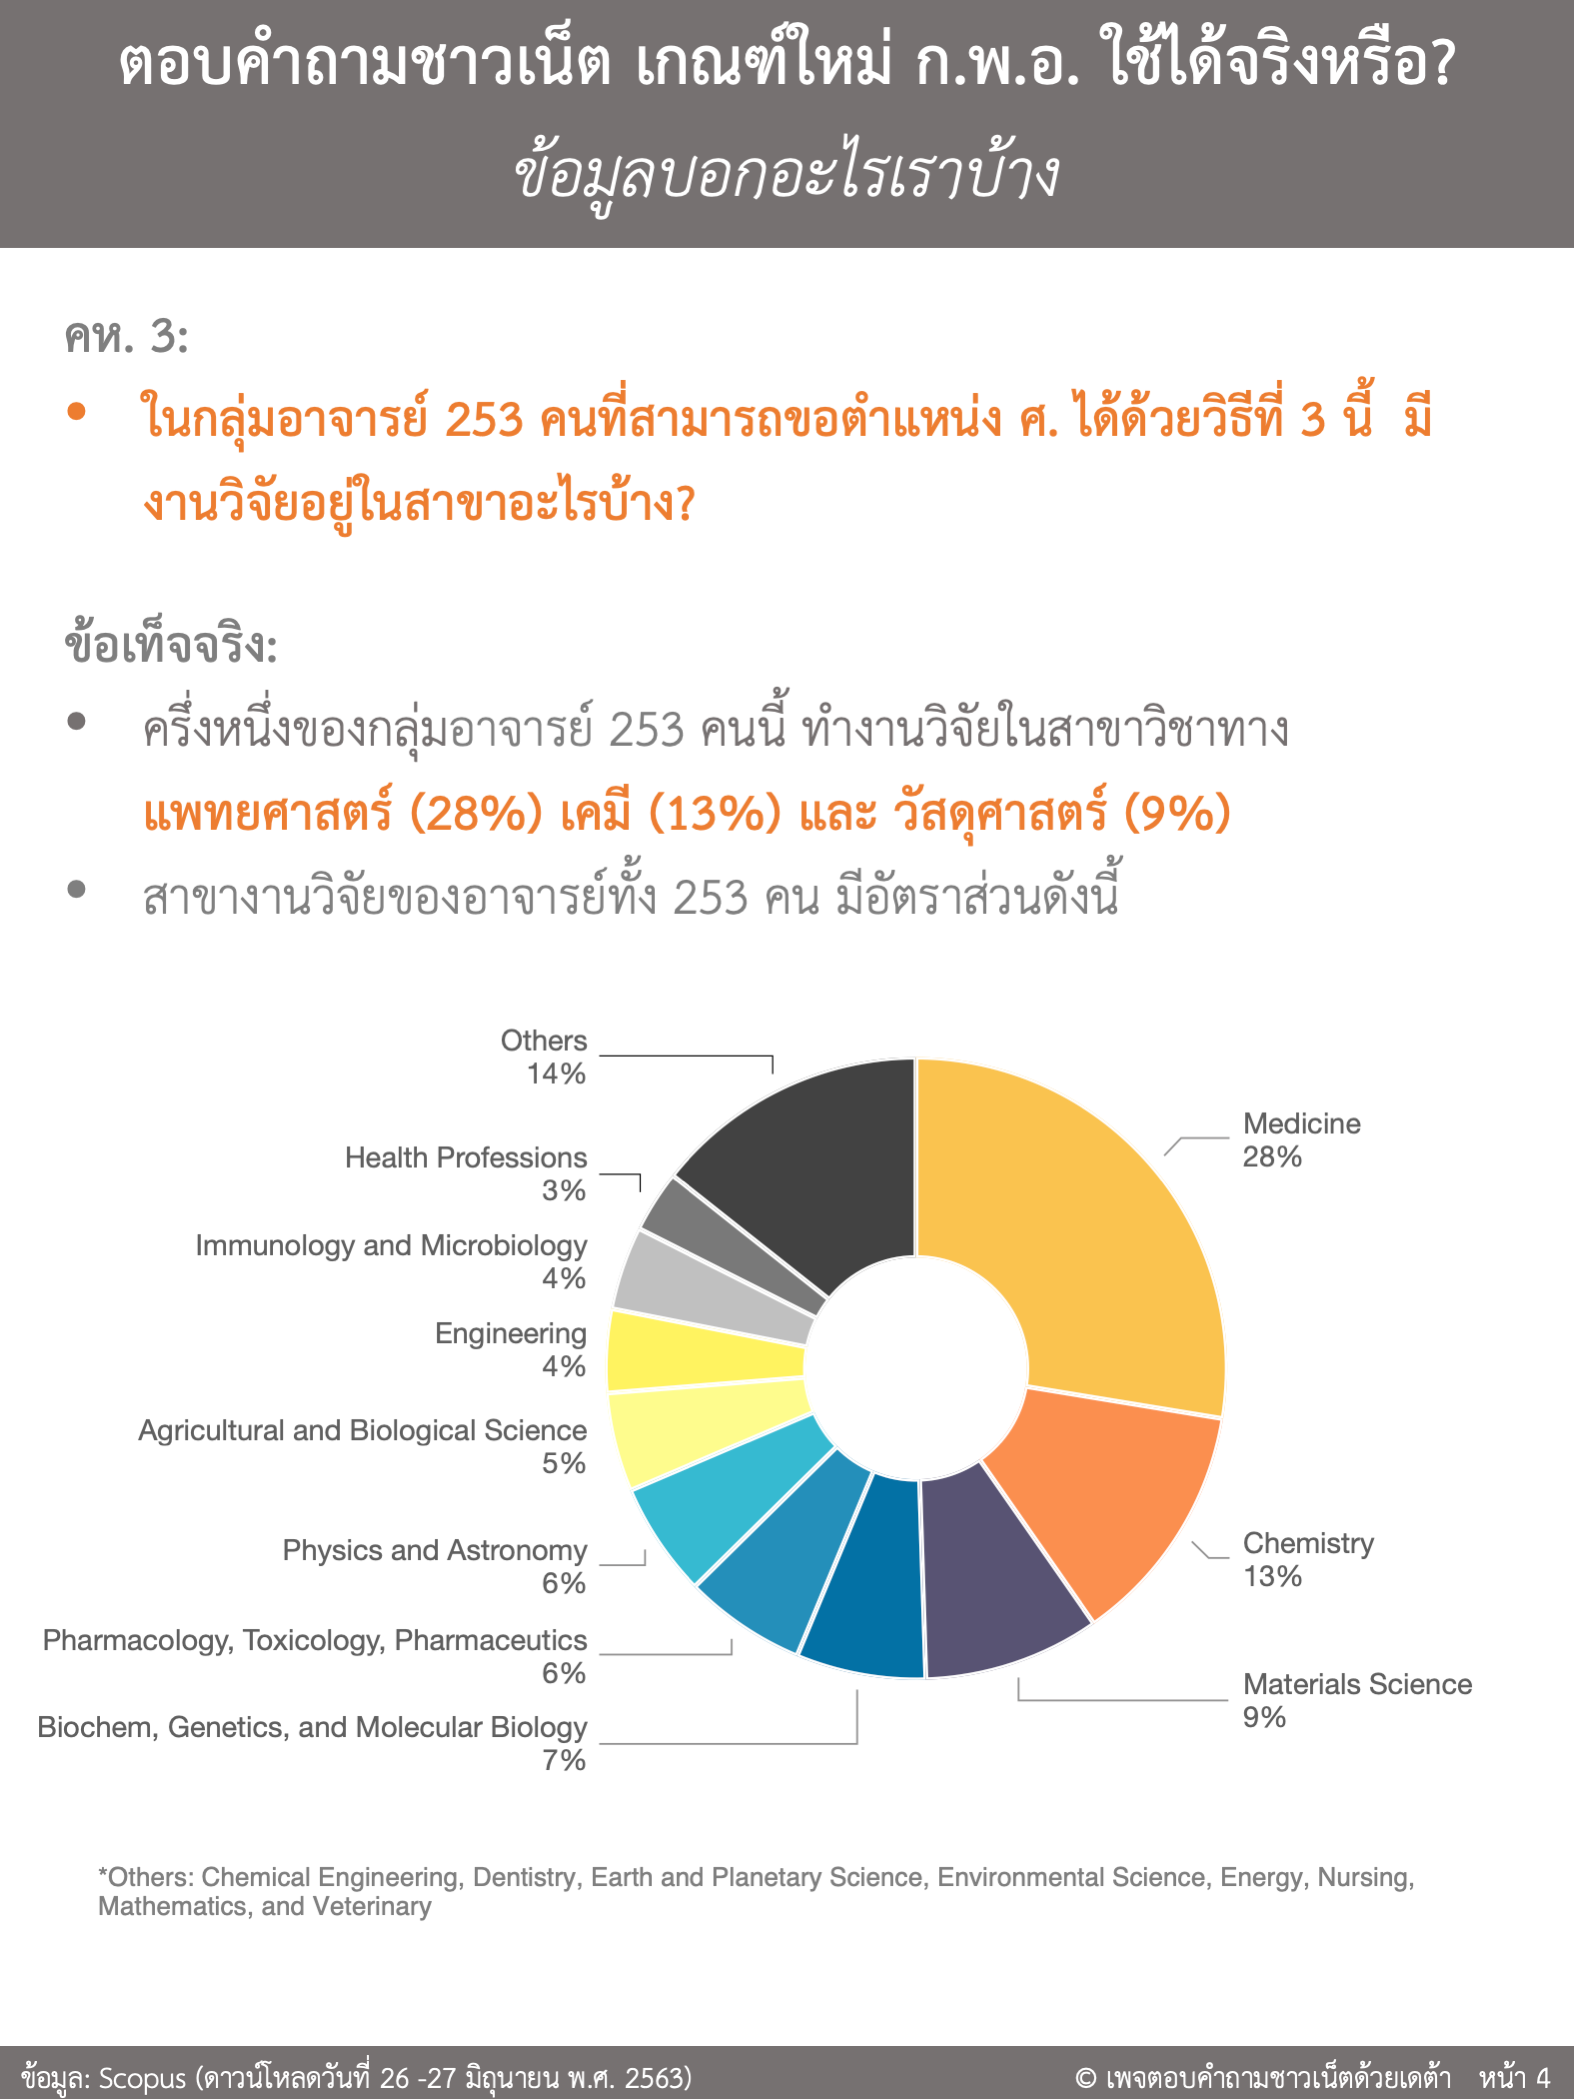 ตอบคำถามชาวเน็ต เกณฑ์ใหม่ ก.พ.อ. ใช้ได้จริงหรือ?
ข้อมูลบอกอะไรเราบ้าง
คห. 3:
• ในกลุ่มอาจารย์ 253 คนที่สามารถขอตำแหน่ง ศ. ได้ด้วยวิธีที่ 3 นี้ มี
งานวิจัยอยู่ในสาขาอะไรบ้าง?
ข้อเท็จจริง:
• ครึ่งหนึ่งของกลุ่มอาจารย์ 253 คนนี้ ทำงานวิจัยในสาขาวิชาทาง
แพทยศาสตร์ (28%) เคมี (13%) และ วัสดุศาสตร์ (9%)
• สาขางานวิจัยของอาจารย์ทั้ง 253 คน มีอัตราส่วนดังนี้
Others
14%
Medicine
28%
Health Professions
3%
Immunology and Microbiology
4%
Engineering
4%
Agricultural and Biological Science
5%
Physics and Astronomy
6%
Chemistry
13%
Pharmacology, Toxicology, Pharmaceutics
6%
Materials Science
9%
Biochem, Genetics, and Molecular Biology
7%
*Others: Chemical Engineering, Dentistry, Earth and Planetary Science, Environmental Science, Energy, Nursing,
Mathematics, and Veterinary
ข้อมูล: Scopus (ดาวน์โหลดวันที่ 26 -27 มิถุนายน พ.ศ. 2563)
© เพจตอบคำถามชาวเน็ตด้วยเดต้า หน้า 4